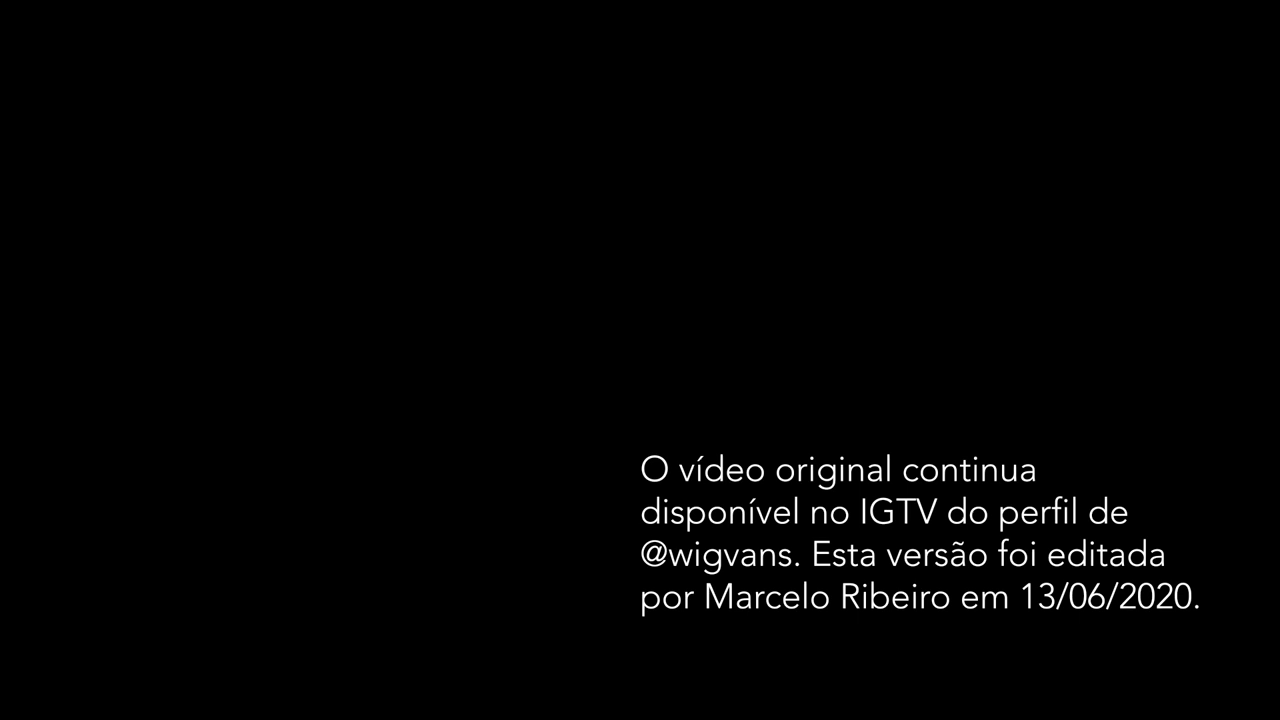 O vídeo original continua
disponível no IGTV do perfil de
@wigvans. Esta versão foi editada
por Marcelo Ribeiro em 13/06/2020.